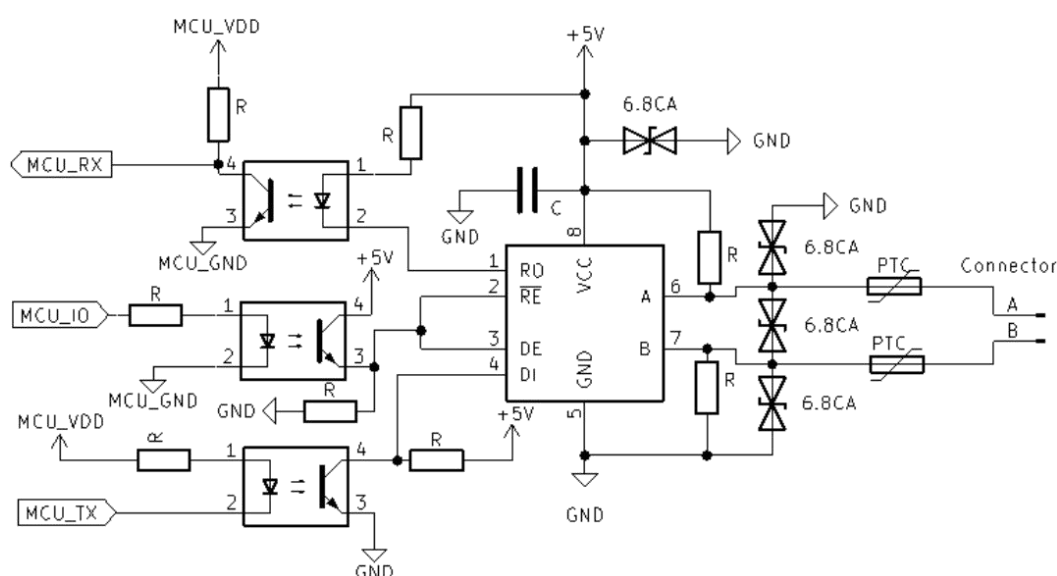 MCU_VDD
+5V
R
R
6.8CA
GND
MCU_RX
4
1
3
2
MCU_GND
GND
C
8
GND
6.8CA
R
PTC
Connector
+5V
1
RO
VCC
2
RE
A
6
A
B
MCU_IO
R
1
4
6.8CA
2
3
3
DE
B
7
PTC
4
DI
GND
R
MCU_GND
GND
R
5
6.8CA
+5V
MCU_VDD
R
1
4
R
2
3
MCU_TX
GND
GND